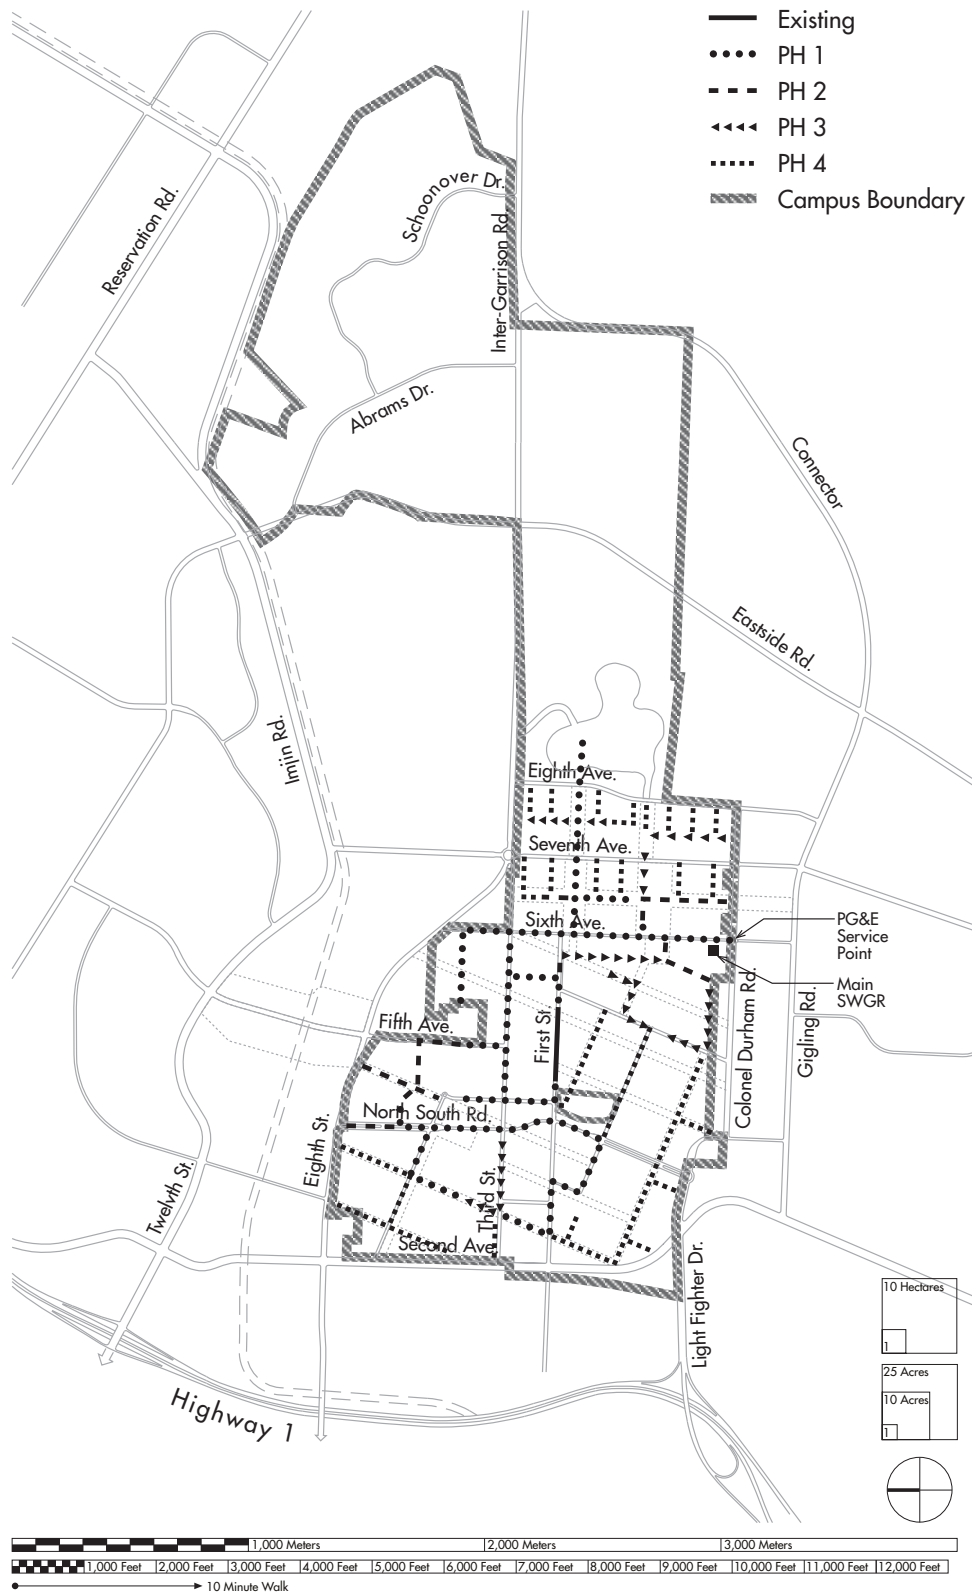 Existing
PH 1
PH 2
PH 3
PH 4
Campus Boundary
Schoonover Dr.
Reservation Rd.
Inter-Garrison Rd.
Abrams Dr.
Connector
Eastside Rd.
Imjin Rd.
Eighth Ave.
Seventh Ave.
Sixth Ave.
PG&E
Service
Point
Main
SWGR
Fifth Ave.
First St.
Colonel Durham Rd.
Gigling Rd.
North South Rd.
Eighth St.
Twelvth St.
Third St.
Second Ave.
Light Fighter Dr.
Highway 1
10 Hectares
1
25 Acres
10 Acres
1
1,000 Meters
2,000 Meters
3,000 Meters
1,000 Feet
2,000 Feet
3,000 Feet
4,000 Feet
5,000 Feet
6,000 Feet
7,000 Feet
8,000 Feet
9,000 Feet
10,000 Feet
11,000 Feet
12,000 Feet
10 Minute Walk